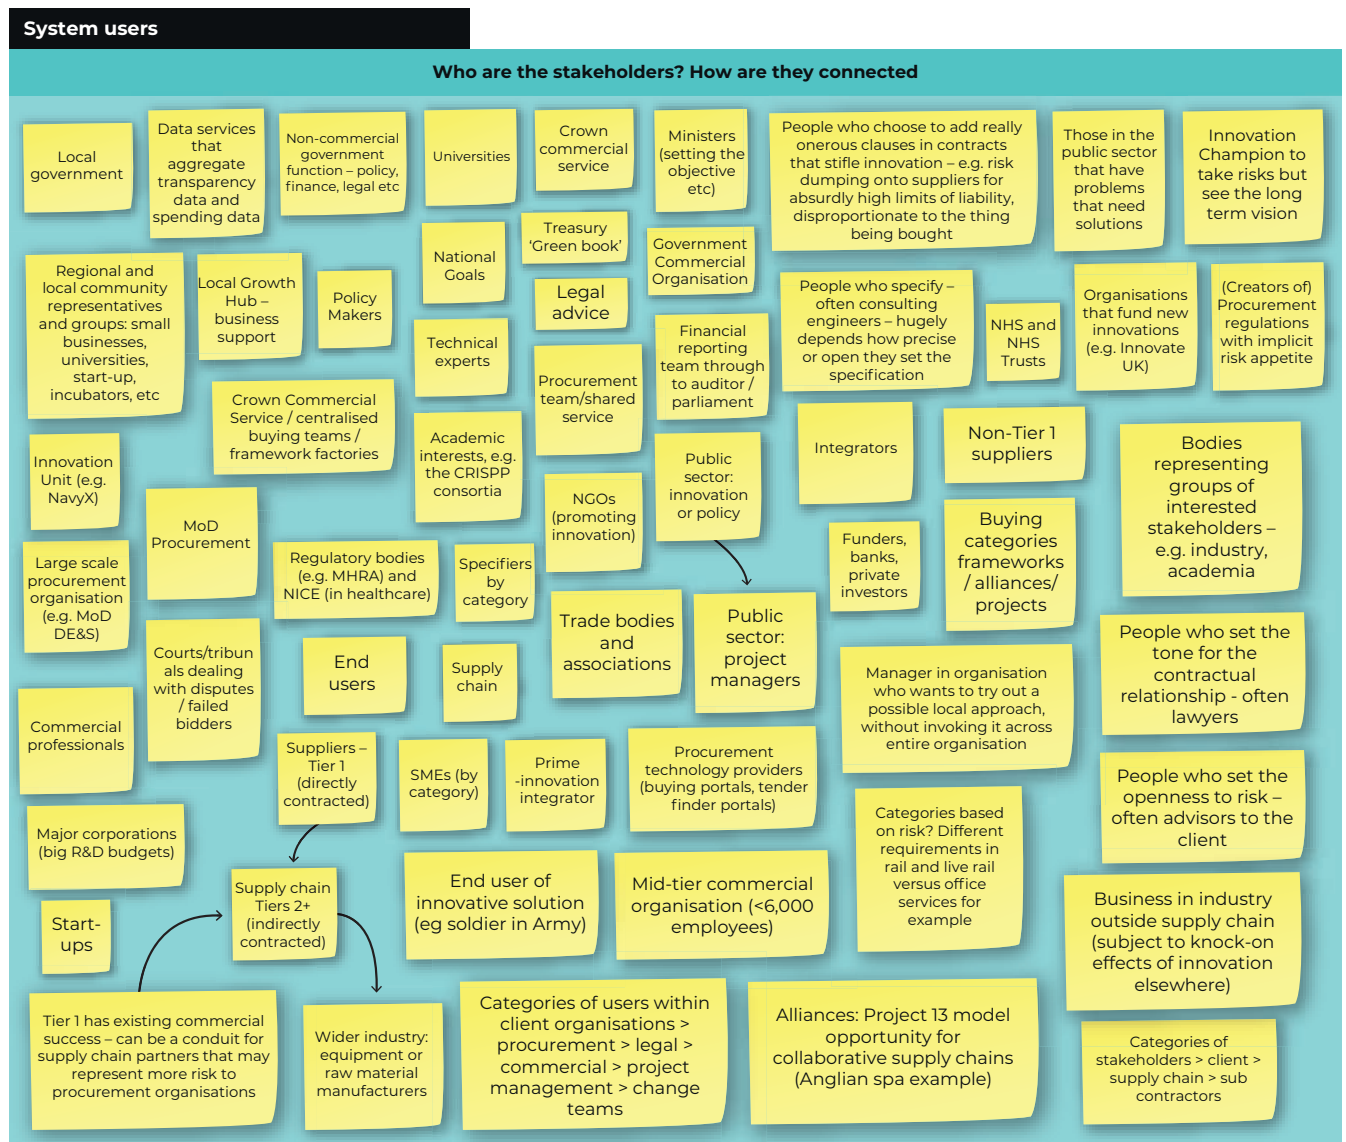 System users
Who are the stakeholders? How are they connected
Local
government
Data services
that
aggregate
transparency
data and
spending data
Non-commercial
government
function – policy,
finance, legal etc
Universities
Crown
commercial
service
Ministers
(setting the
objective
etc)
People who choose to add really
onerous clauses in contracts
that stifle innovation – e.g. risk
dumping onto suppliers for
absurdly high limits of liability,
disproportionate to the thing
being bought
Those in the
public sector
that have
problems
that need
solutions
Innovation
Champion to
take risks but
see the long
term vision
Regional and
local community
representatives
and groups: small
businesses,
universities,
start-up,
incubators, etc
Local Growth
Hub –
business
support
Policy
Makers
National
Goals
Treasury
‘Green book’
Legal
advice
Government
Commercial
Organisation
People who specify –
often consulting
engineers – hugely
depends how precise
or open they set the
specification
NHS and
NHS
Trusts
Organisations
that fund new
innovations
(e.g. Innovate
UK)
(Creators of)
Procurement
regulations
with implicit
risk appetite
Technical
experts
Procurement
team/shared
service
Financial
reporting
team through
to auditor /
parliament
Crown Commercial
Service / centralised
buying teams /
framework factories
Academic
interests, e.g.
the CRISPP
consortia
Integrators
Non-Tier 1
suppliers
Bodies
representing
groups of
interested
stakeholders –
e.g. industry,
academia
Innovation
Unit (e.g.
NavyX)
MoD
Procurement
NGOs
(promoting
innovation)
Public
sector:
innovation
or policy
Funders,
banks,
private
investors
Buying
categories
frameworks
/ alliances/
projects
Large scale
procurement
organisation
(e.g. MoD
DE&S)
Regulatory bodies
(e.g. MHRA) and
NICE (in healthcare)
Specifiers
by
category
Trade bodies
and
associations
Public
sector:
project
managers
People who set the
tone for the
contractual
relationship - often
lawyers
Courts/tribun
als dealing
with disputes
/ failed
bidders
End
users
Supply
chain
Manager in organisation
who wants to try out a
possible local approach,
without invoking it across
entire organisation
Commercial
professionals
Suppliers –
Tier 1
(directly
contracted)
SMEs (by
category)
Prime
-innovation
integrator
Procurement
technology providers
(buying portals, tender
finder portals)
People who set the
openness to risk –
often advisors to the
client
Major corporations
(big R&D budgets)
Categories based
on risk? Different
requirements in
rail and live rail
versus office
services for
example
Start-
ups
Supply chain
Tiers 2+
(indirectly
contracted)
End user of
innovative solution
(eg soldier in Army)
Mid-tier commercial
organisation (<6,000
employees)
Business in industry
outside supply chain
(subject to knock-on
effects of innovation
elsewhere)
Tier 1 has existing commercial
success – can be a conduit for
supply chain partners that may
represent more risk to
procurement organisations
Wider industry:
equipment or
raw material
manufacturers
Categories of users within
client organisations >
procurement > legal >
commercial > project
management > change
teams
Alliances: Project 13 model
opportunity for
collaborative supply chains
(Anglian spa example)
Categories of
stakeholders > client >
supply chain > sub
contractors